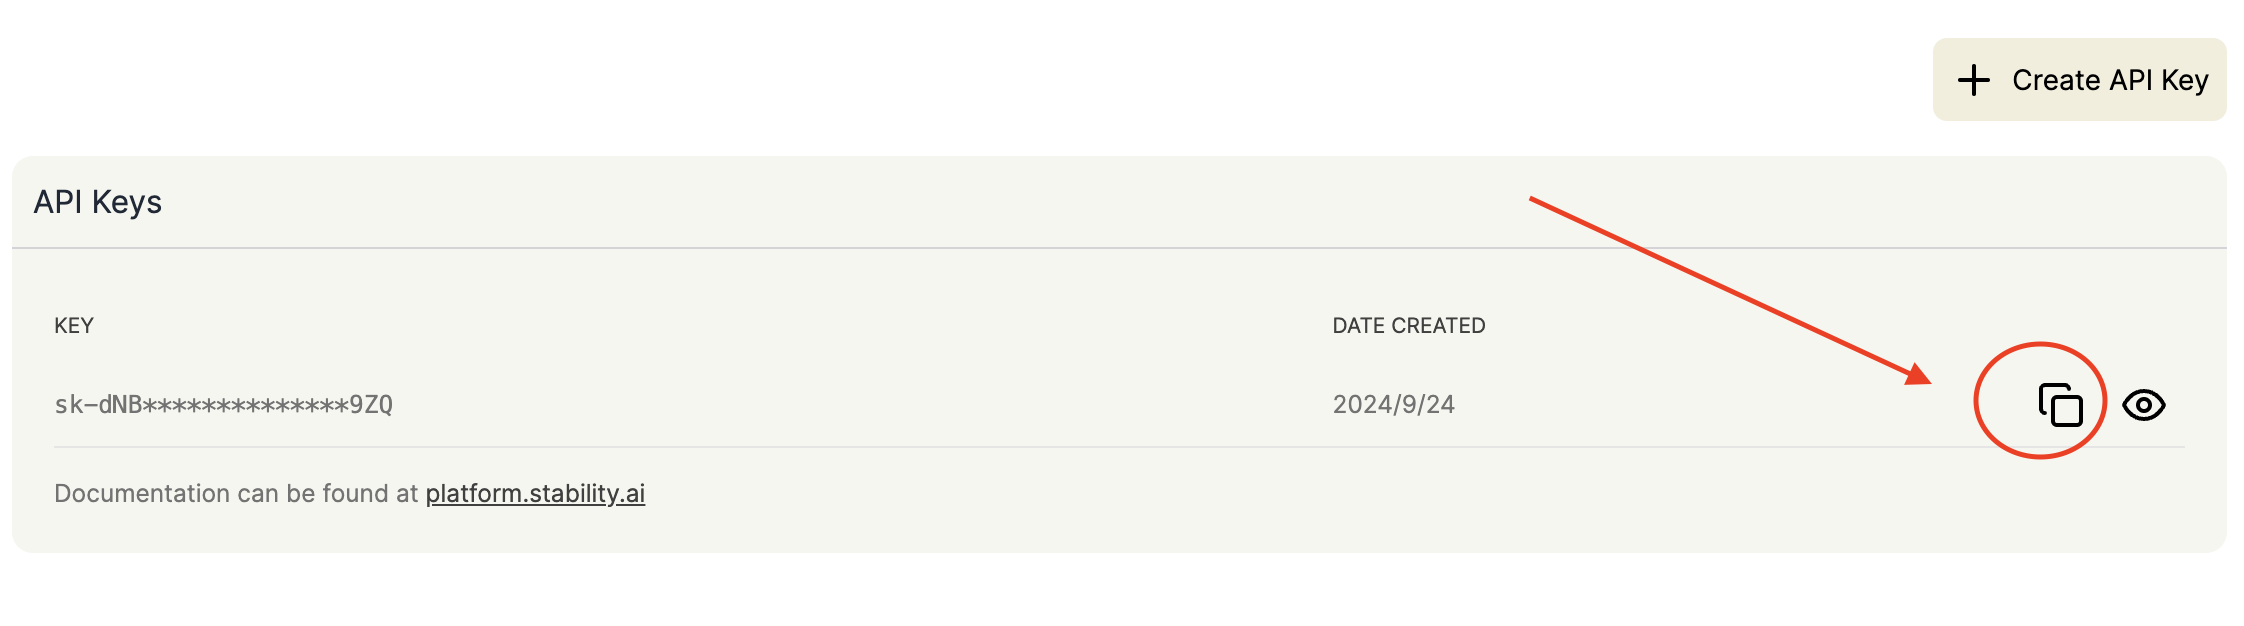 Create API Key
API Keys
KEY
DATE CREATED
sk-dNB**************9ZQ
2024/9/24
Documentation can be found at platform.stability.ai